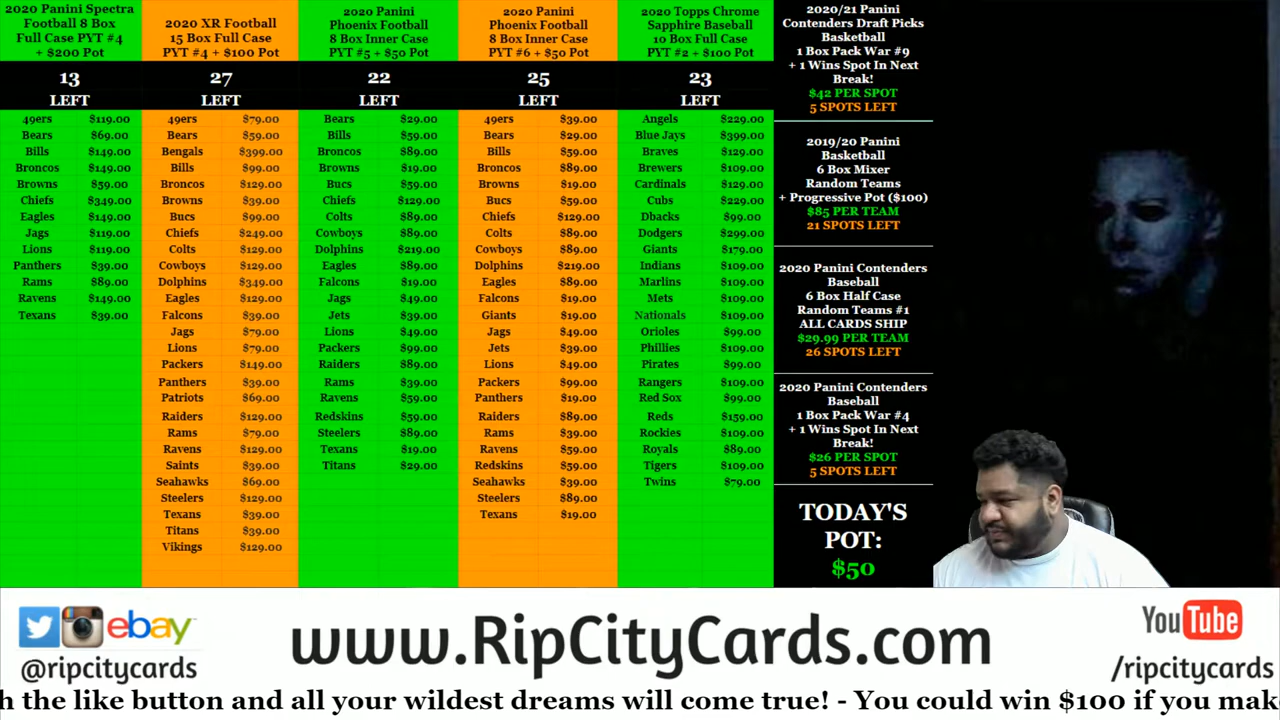 2020 Panini Spectra
Football 8 Box
Full Case PYT #4
+ $200 Pot
13
LEFT
49ers $119.00
Bears $69.00
Bills $149.00
Broncos $149.00
Browns $59.00
Chiefs $349.00
Eagles $149.00
Jags $119.00
Lions $119.00
Panthers $39.00
Rams $89.00
Ravens $149.00
Texans $39.00
2020 XR Football
15 Box Full Case
PYT #4 + $100 Pot
27
LEFT
49ers $79.00
Bears $59.00
Bengals $399.00
Bills $99.00
Broncos $129.00
Browns $39.00
Bucs $99.00
Chiefs $249.00
Colts $129.00
Cowboys $129.00
Dolphins $349.00
Eagles $129.00
Falcons $39.00
Jags $79.00
Lions $79.00
Packers $149.00
Panthers $39.00
Patriots $69.00
Raiders $129.00
Rams $79.00
Ravens $129.00
Saints $39.00
Seahawks $69.00
Steelers $129.00
Texans $39.00
Titans $39.00
Vikings $129.00
2020 Panini
Phoenix Football
8 Box Inner Case
PYT #5 + $50 Pot
22
LEFT
Bears $29.00
Bills $59.00
Broncos $89.00
Browns $19.00
Bucs $59.00
Chiefs $129.00
Colts $89.00
Cowboys $89.00
Dolphins $219.00
Eagles $89.00
Falcons $19.00
Jags $49.00
Jets $39.00
Lions $49.00
Packers $99.00
Raiders $89.00
Rams $39.00
Ravens $59.00
Redskins $59.00
Steelers $89.00
Texans $19.00
Titans $29.00
2020 Panini
Phoenix Football
8 Box Inner Case
PYT #6 + $50 Pot
25
LEFT
49ers $39.00
Bears $29.00
Bills $59.00
Broncos $89.00
Browns $19.00
Bucs $59.00
Chiefs $129.00
Colts $89.00
Cowboys $89.00
Dolphins $219.00
Eagles $89.00
Falcons $19.00
Giants $19.00
Jags $49.00
Jets $39.00
Lions $49.00
Packers $99.00
Panthers $19.00
Raiders $89.00
Rams $39.00
Ravens $59.00
Redskins $59.00
Seahawks $39.00
Steelers $89.00
Texans $19.00
2020 Topps Chrome
Sapphire Baseball
10 Box Full Case
PYT #2 + $100 Pot
23
LEFT
Angels $229.00
Blue Jays $399.00
Braves $129.00
Brewers $109.00
Cardinals $129.00
Cubs $229.00
Dbacks $99.00
Dodgers $299.00
Giants $179.00
Indians $109.00
Marlins $109.00
Mets $109.00
Nationals $109.00
Orioles $99.00
Phillies $109.00
Pirates $99.00
Rangers $109.00
Red Sox $99.00
Reds $159.00
Rockies $109.00
Royals $89.00
Tigers $109.00
Twins $79.00
2020/21 Panini
Contenders Draft Picks
Basketball
1 Box Pack War #9
+ 1 Wins Spot In Next
Break!
$42 PER SPOT
5 SPOTS LEFT
2019/20 Panini
Basketball
6 Box Mixer
Random Teams
+ Progressive Pot ($100)
$85 PER TEAM
21 SPOTS LEFT
2020 Panini Contenders
Baseball
6 Box Half Case
Random Teams #1
ALL CARDS SHIP
$29.99 PER TEAM
26 SPOTS LEFT
2020 Panini Contenders
Baseball
1 Box Pack War #4
+ 1 Wins Spot In Next
Break!
$26 PER SPOT
5 SPOTS LEFT
TODAY'S
POT:
$50
ebay
@ripcitycards
www.RipCityCards.com
YouTube
/ripcitycards
h the like button and all your wildest dreams will come true! - You could win $100 if you mak